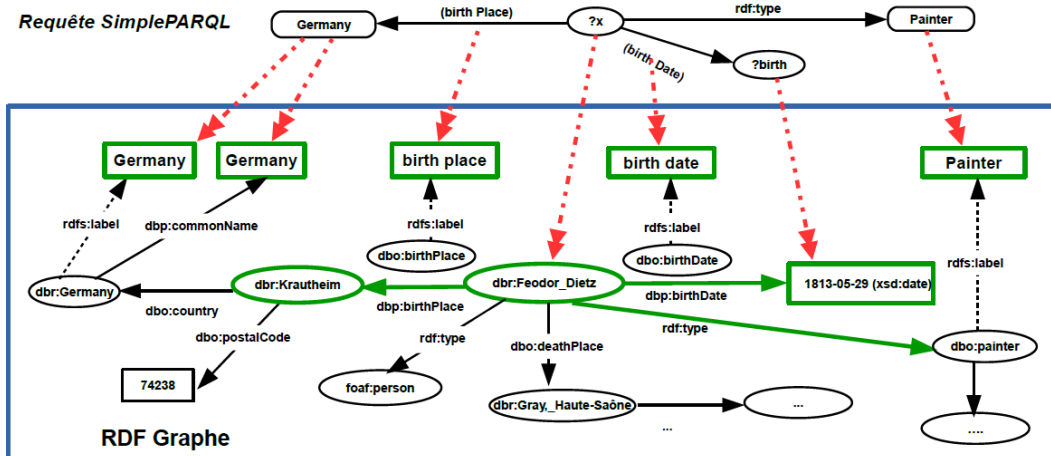 Requête SimplePARQL
Germany
(birth Place)
?x
rdf:type
Painter
(birth Date)
?birth
Germany
Germany
birth place
birth date
Painter
rdfs:label
dbp:commonName
rdfs:label
rdfs:label
rdfs:label
dbo:birthPlace
dbo:birthDate
dbr:Germany
dbr:Krautheim
dbr:Feodor_Dietz
1813-05-29 (xsd:date)
dbo:country
dbp:birthPlace
dbp:birthDate
dbo:postalCode
rdf:type
dbo:deathPlace
rdf:type
dbo:painter
74238
foaf:person
dbr:Gray,_Haute-Saône
...
...
....
RDF Graphe